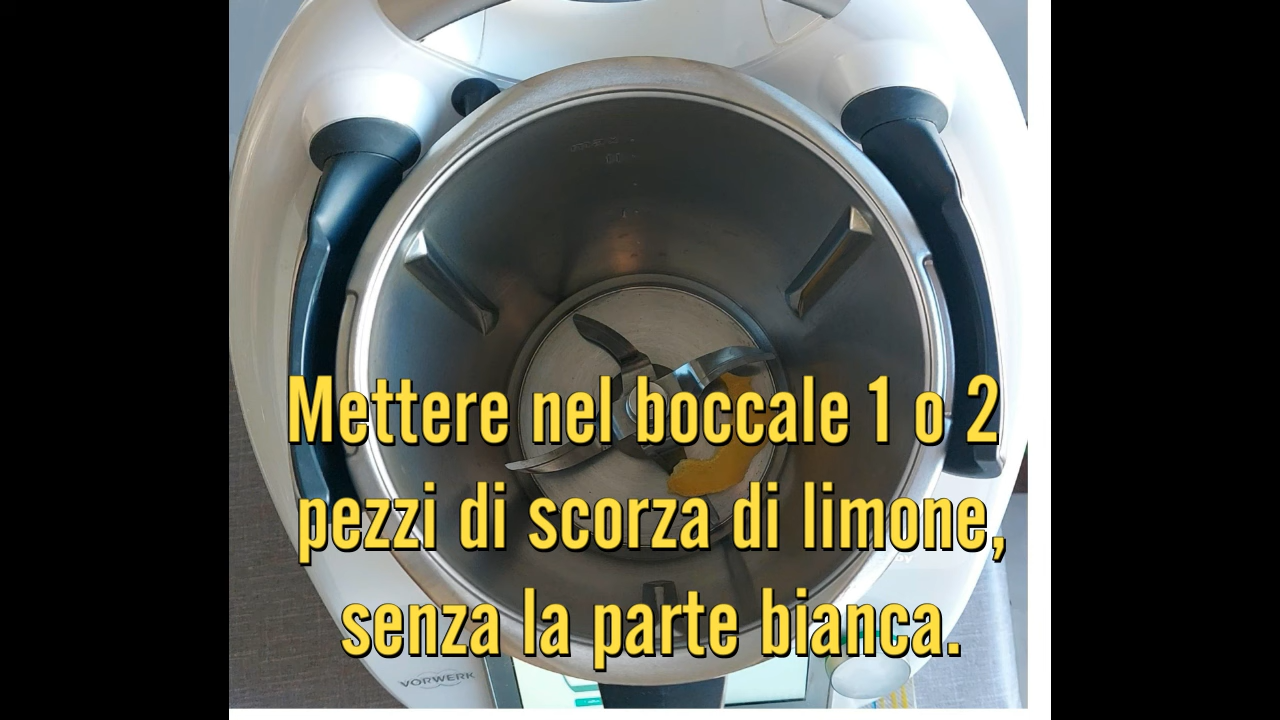 Mettere nel boccale 1 o 2
pezzi di scorza di limone,
senza la parte bianca.
VORWERK